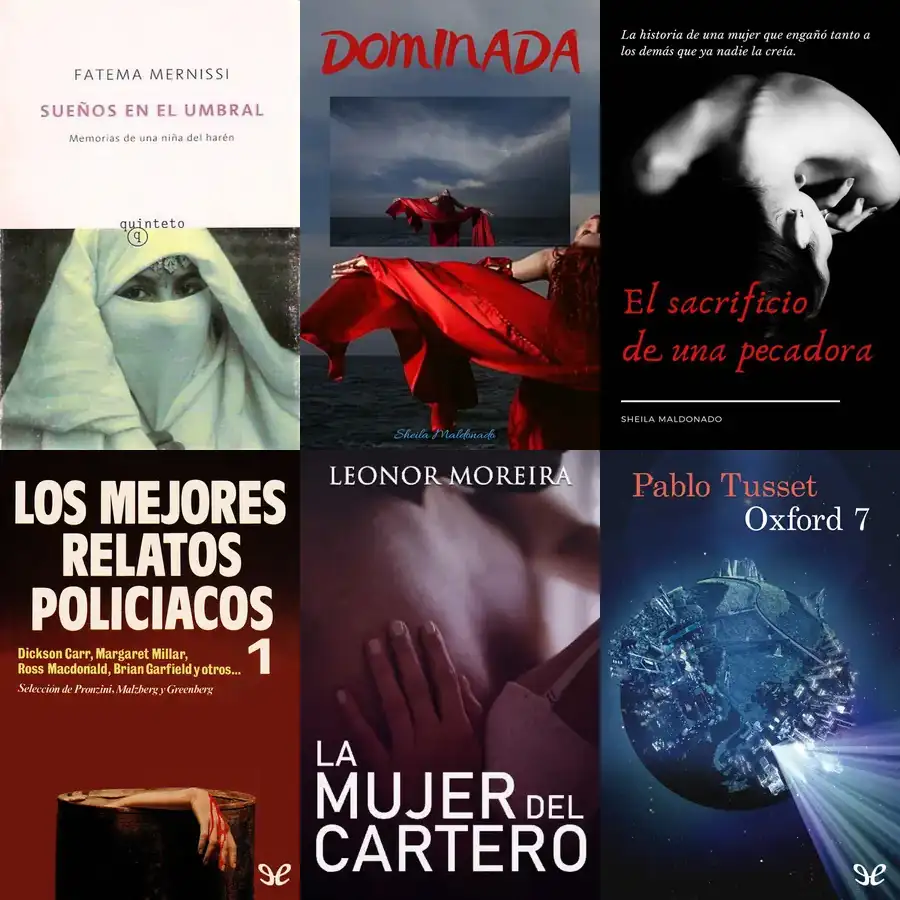 FATEMA MERNISSI
SUEÑOS EN EL UMBRAL
Memorias de una niña del harén
quinteto
q
DOMINADA
Sheila Maldonado
La historia de una mujer que engañó tanto a
los demás que ya nadie la creía.
El sacrificio
de una pecadora
SHEILA MALDONADO
LOS MEJORES
RELATOS
POLICIACOS
1
Dickson Carr, Margaret Millar,
Ross Macdonald, Brian Garfield y otros...
Selección de Pronzini, Malzberg y Greenberg
LEONOR MOREIRA
LA
MUJER DEL
CARTERO
Pablo Tusset
Oxford 7